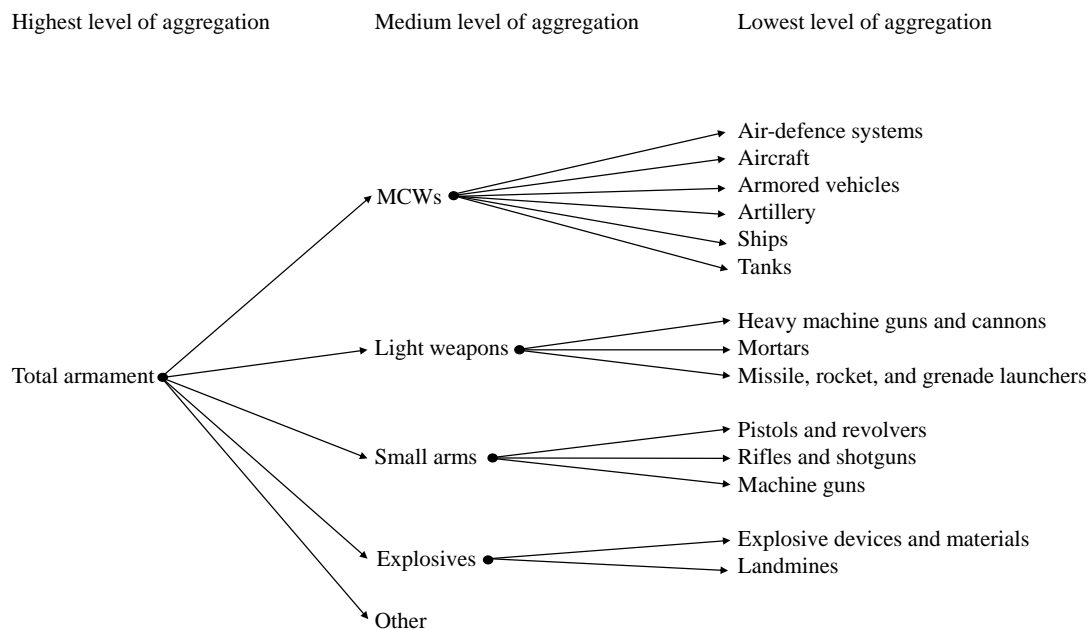 Highest level of aggregation
Medium level of aggregation
Lowest level of aggregation
Air-defence systems
Aircraft
MCWs
Armored vehicles
Artillery
Ships
Tanks
Heavy machine guns and cannons
Light weapons
Mortars
Total armament
Missile, rocket, and grenade launchers
Pistols and revolvers
Small arms
Rifles and shotguns
Machine guns
Explosive devices and materials
Explosives
Landmines
Other